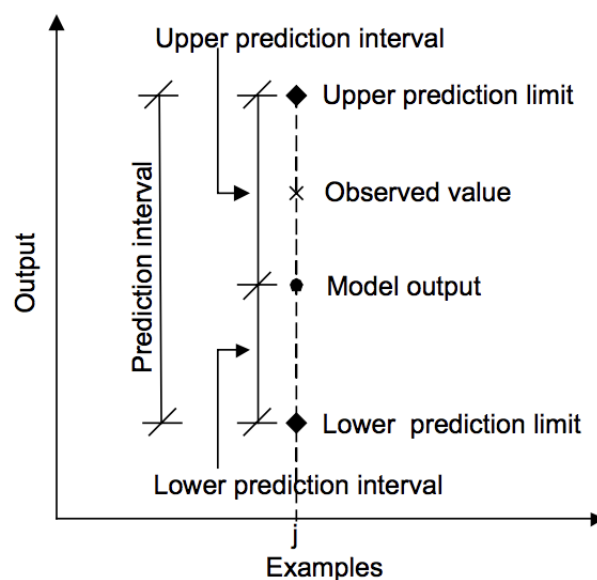 Upper prediction interval
Upper prediction limit
Observed value
Prediction interval
Output
Model output
Lower prediction limit
Lower prediction interval
j
Examples